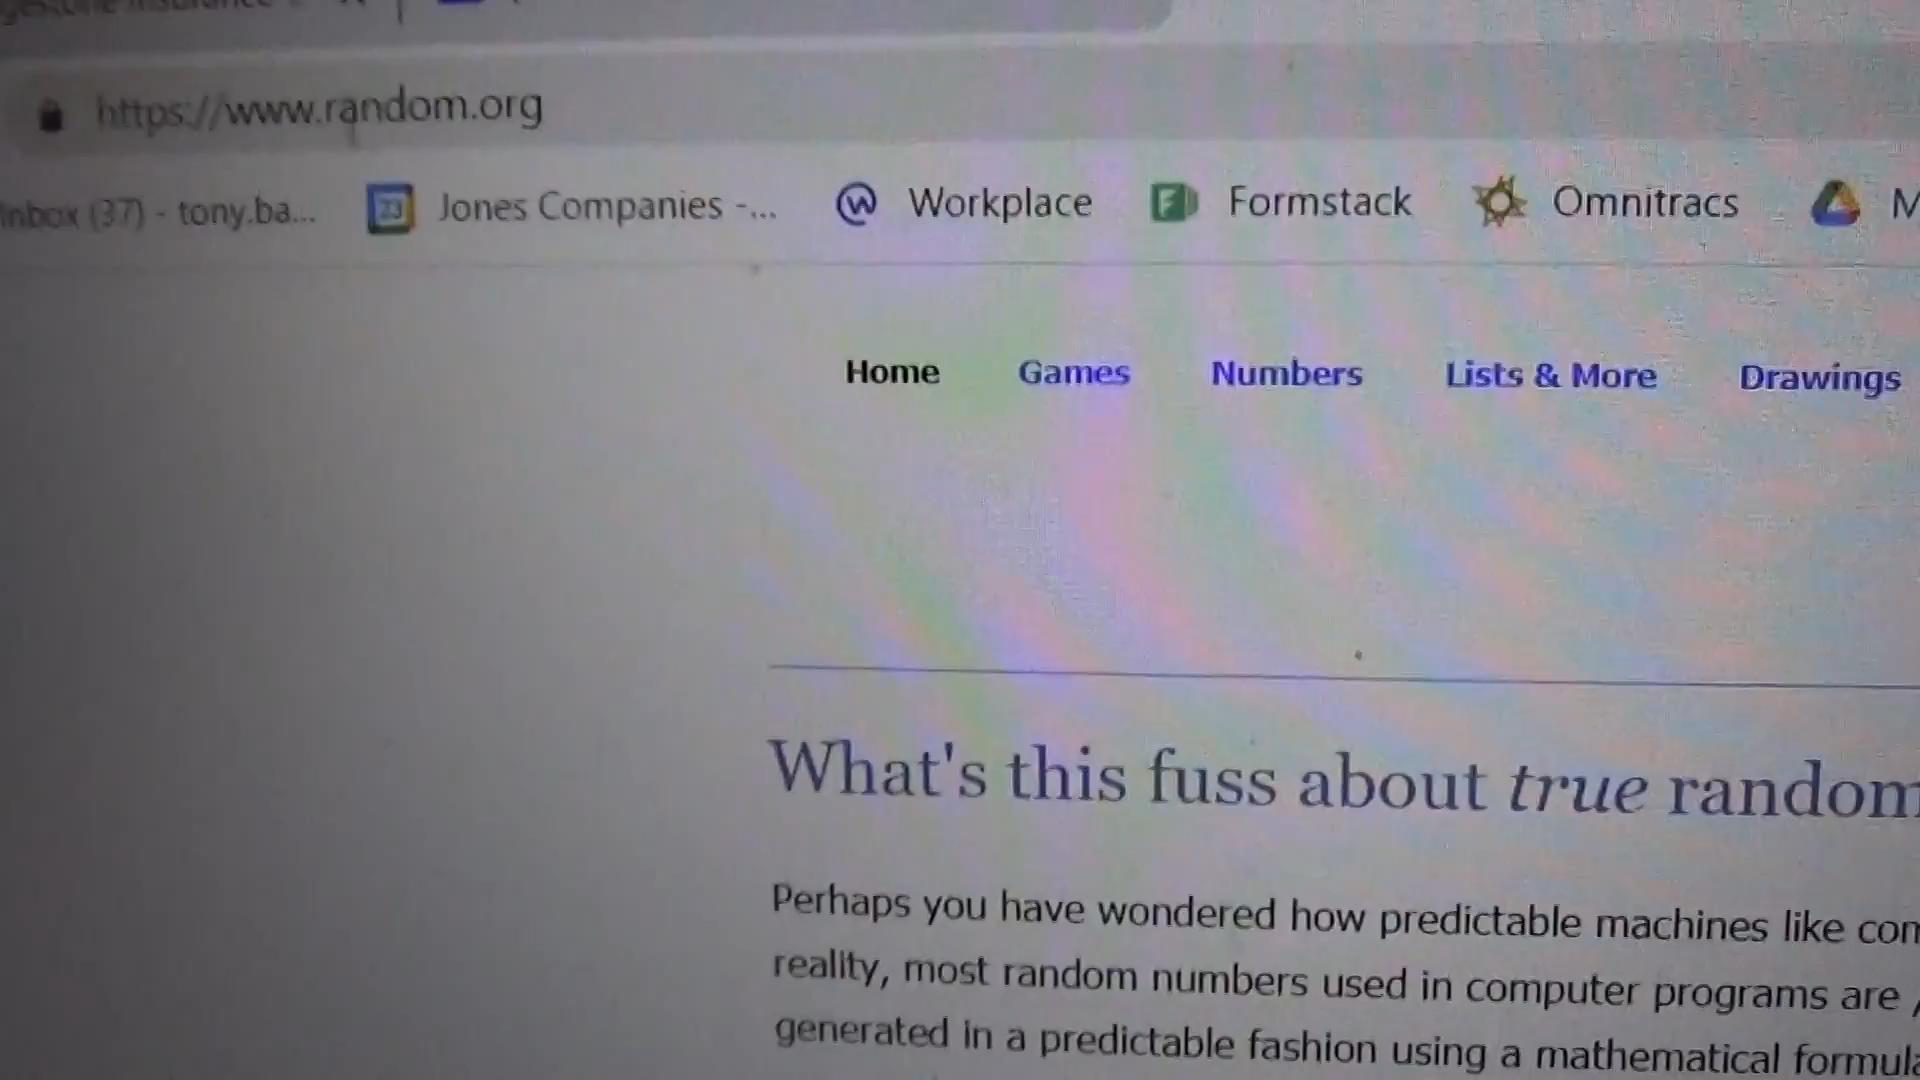 https://www.random.org
Inbox (37) - tony.ba... Jones Companies -... Workplace Formstack Omnitracs M
Home Games Numbers Lists & More Drawings
What's this fuss about true random
Perhaps you have wondered how predictable machines like com
reality, most random numbers used in computer programs are
generated in a predictable fashion using a mathematical formula